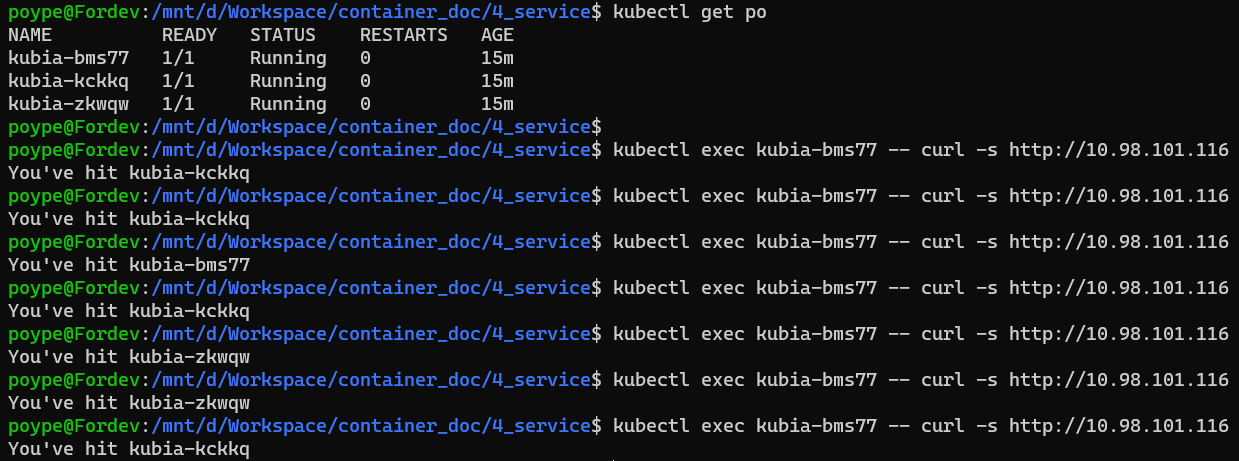 poype@Fordev:/mnt/d/Workspace/container_doc/4_service$ kubectl get po
NAME          READY   STATUS    RESTARTS   AGE
kubia-bms77   1/1     Running   0          15m
kubia-kckkq   1/1     Running   0          15m
kubia-zkwqw   1/1     Running   0          15m
poype@Fordev:/mnt/d/Workspace/container_doc/4_service$
poype@Fordev:/mnt/d/Workspace/container_doc/4_service$ kubectl exec kubia-bms77 -- curl -s http://10.98.101.116
You've hit kubia-kckkq
poype@Fordev:/mnt/d/Workspace/container_doc/4_service$ kubectl exec kubia-bms77 -- curl -s http://10.98.101.116
You've hit kubia-kckkq
poype@Fordev:/mnt/d/Workspace/container_doc/4_service$ kubectl exec kubia-bms77 -- curl -s http://10.98.101.116
You've hit kubia-bms77
poype@Fordev:/mnt/d/Workspace/container_doc/4_service$ kubectl exec kubia-bms77 -- curl -s http://10.98.101.116
You've hit kubia-kckkq
poype@Fordev:/mnt/d/Workspace/container_doc/4_service$ kubectl exec kubia-bms77 -- curl -s http://10.98.101.116
You've hit kubia-zkwqw
poype@Fordev:/mnt/d/Workspace/container_doc/4_service$ kubectl exec kubia-bms77 -- curl -s http://10.98.101.116
You've hit kubia-zkwqw
poype@Fordev:/mnt/d/Workspace/container_doc/4_service$ kubectl exec kubia-bms77 -- curl -s http://10.98.101.116
You've hit kubia-kckkq